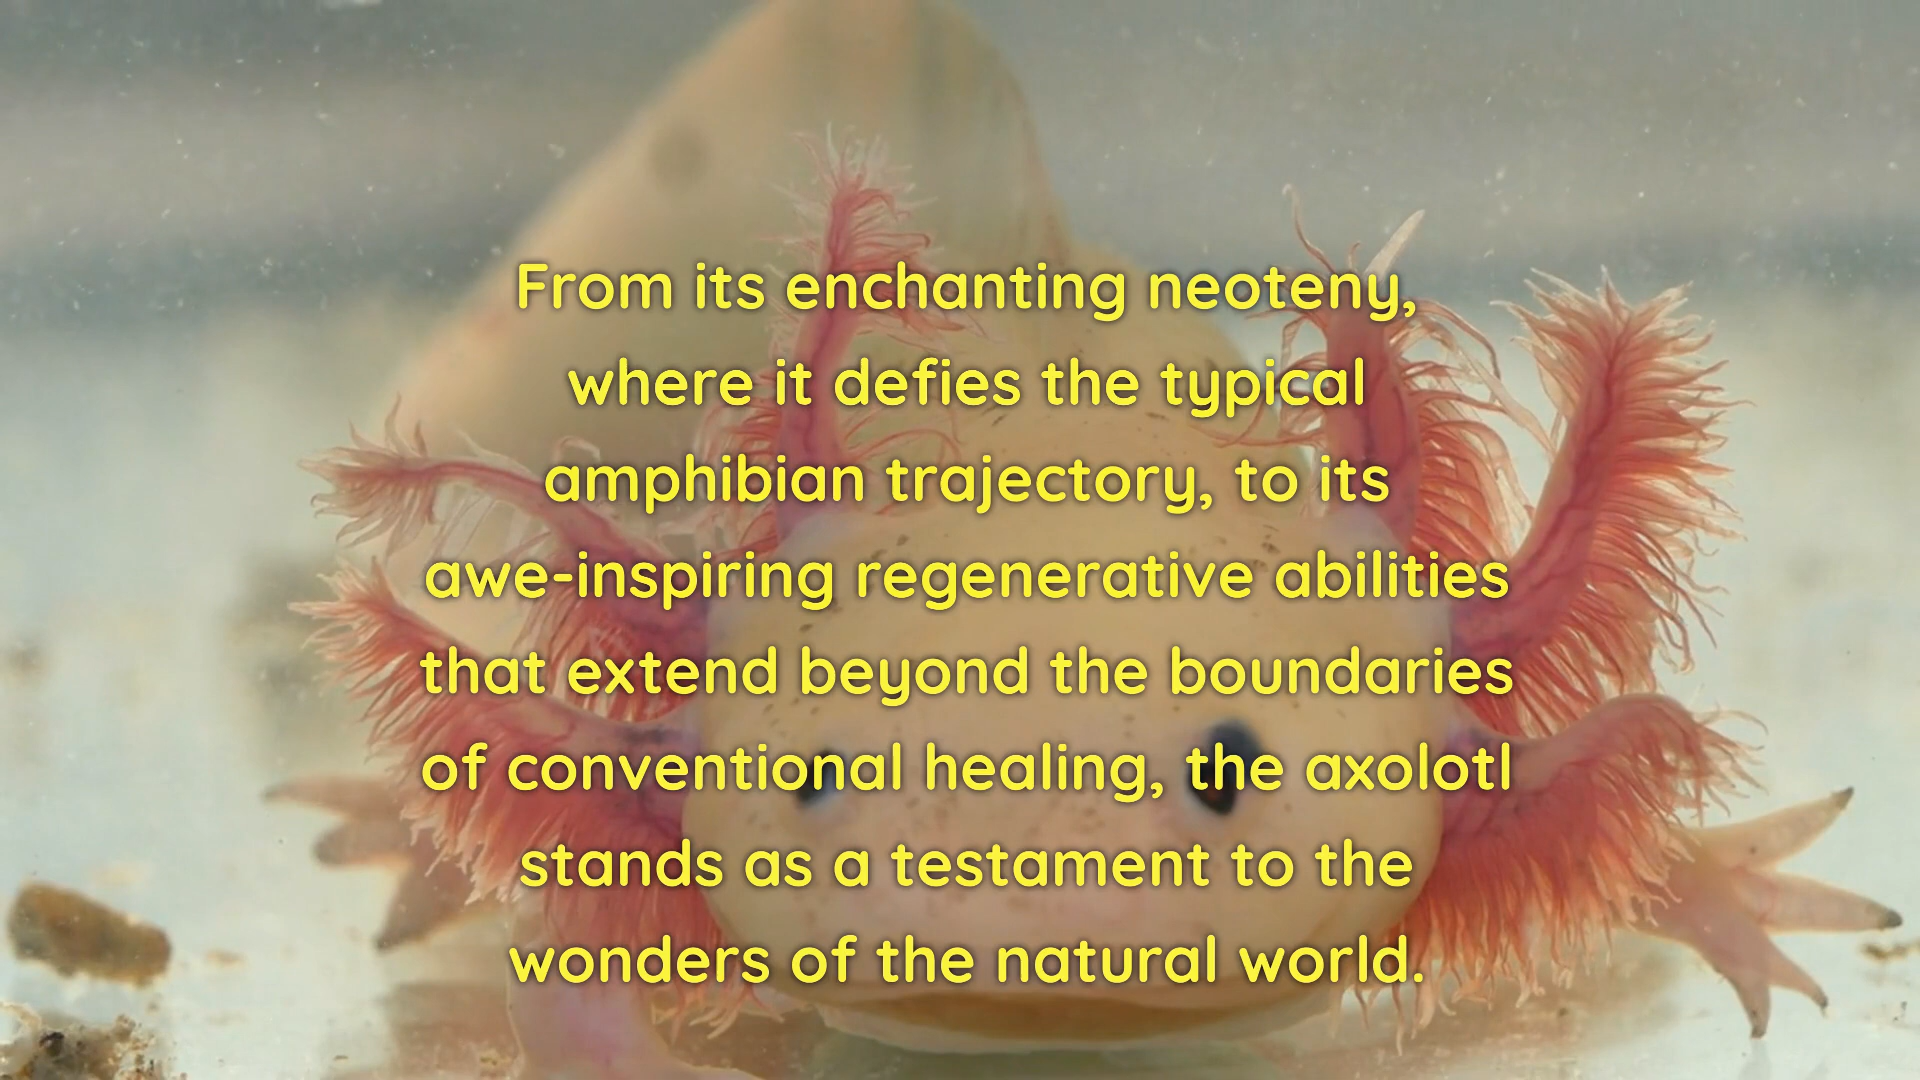 From its enchanting neoteny,
where it defies the typical
amphibian trajectory, to its
awe-inspiring regenerative abilities
that extend beyond the boundaries
of conventional healing, the axolotl
stands as a testament to the
wonders of the natural world.